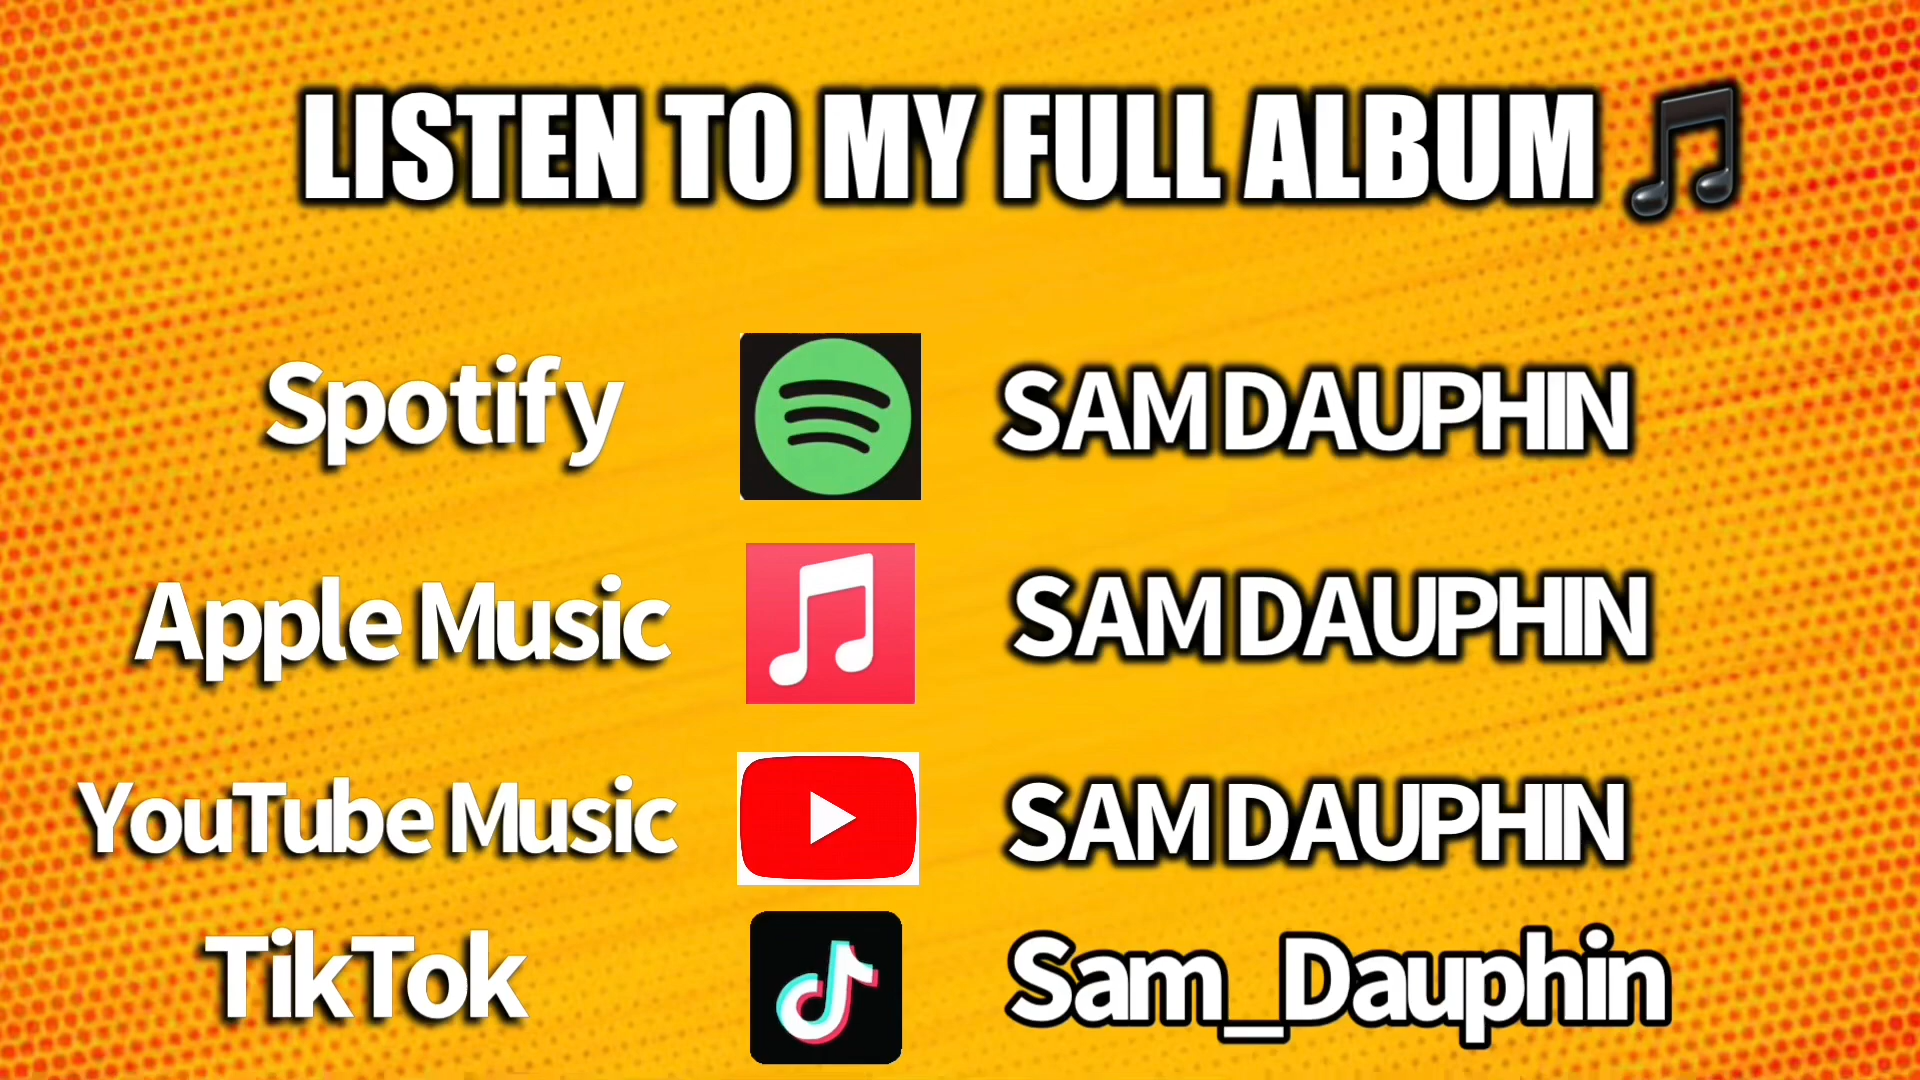 LISTEN TO MY FULL ALBUM 🎵
Spotify SAM DAUPHIN
Apple Music SAM DAUPHIN
YouTube Music SAM DAUPHIN
TikTok Sam_Dauphin